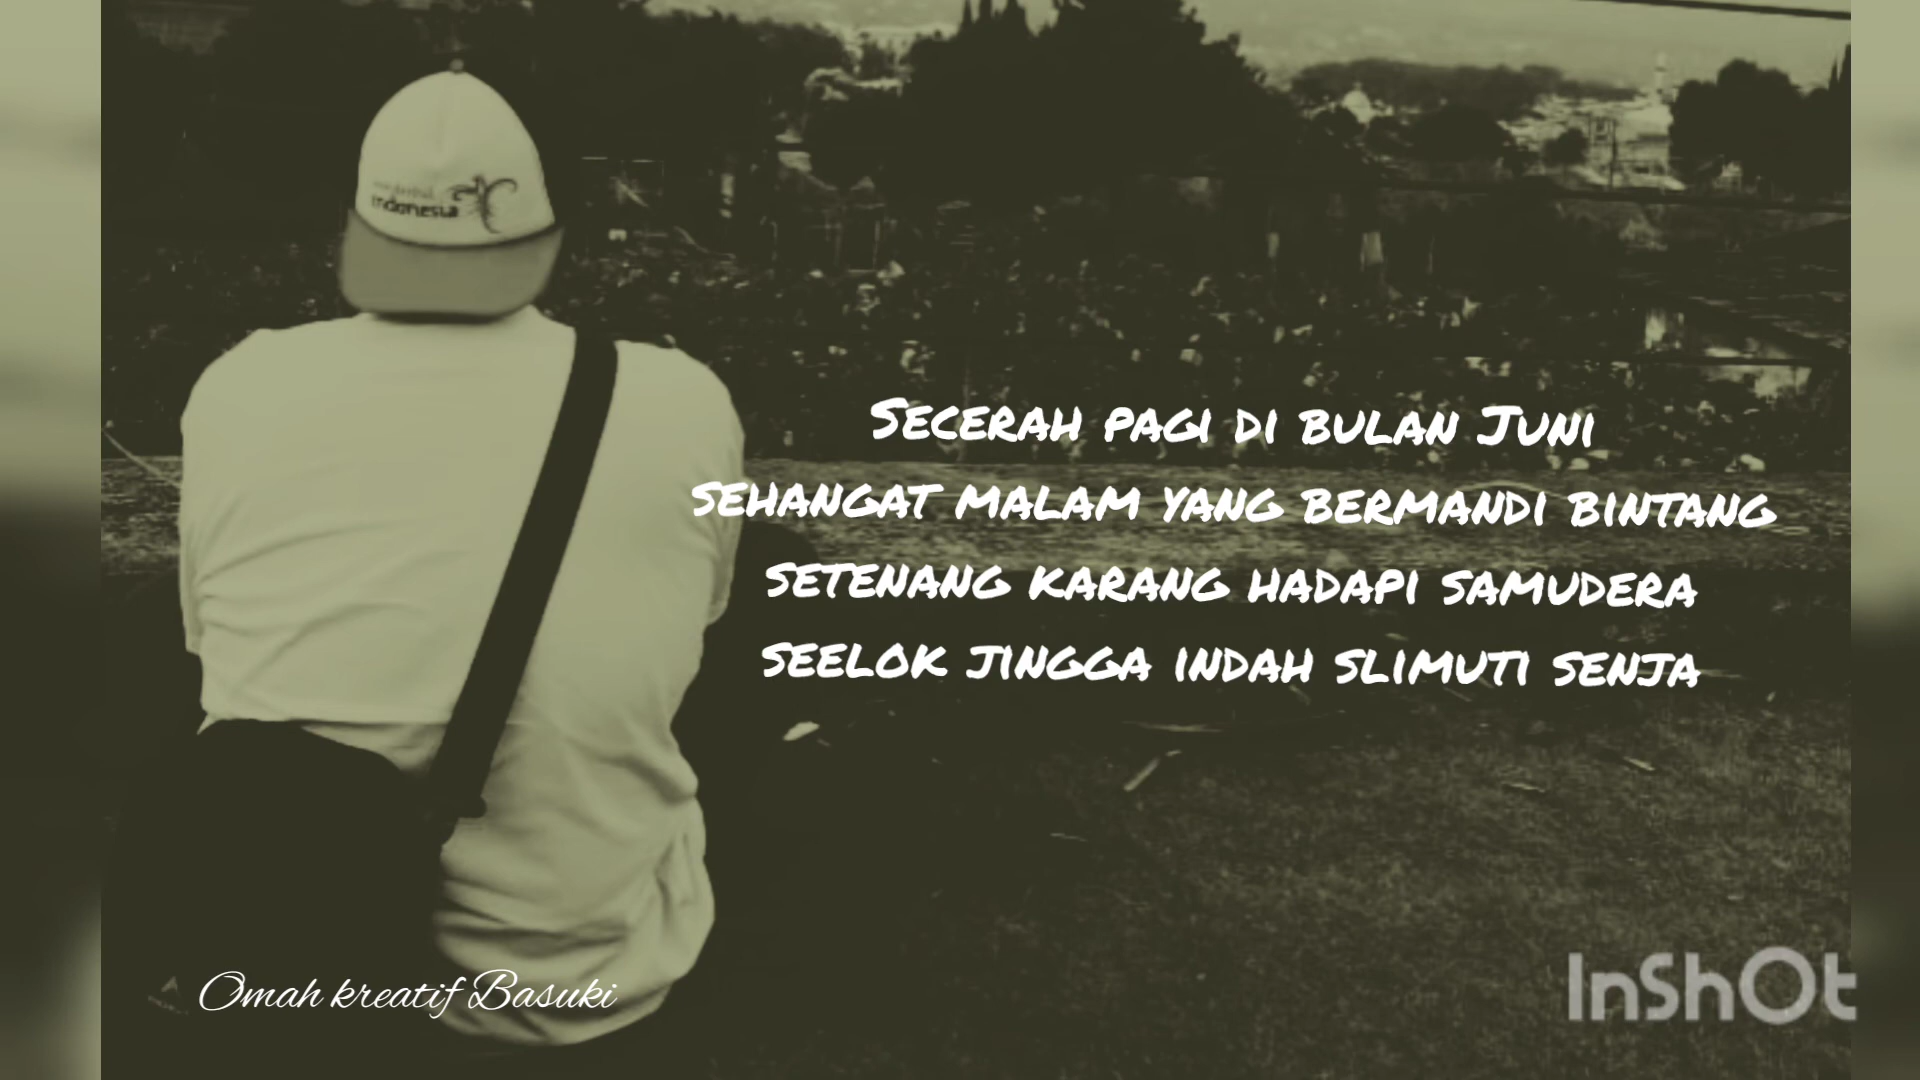 wonderful
indonesia
Secerah pagi di bulan Juni
sehangat malam yang bermandi bintang
setenang karang hadapi samudera
seelok jingga indah slimuti senja
Omah kreatif Basuki
InShOt